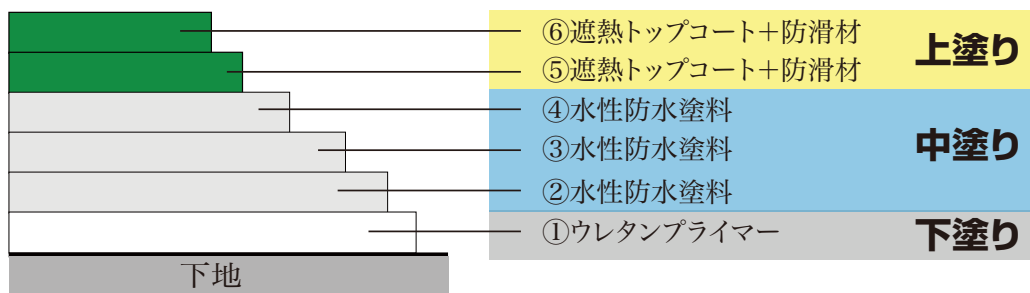 ⑥遮熱トップコート＋防滑材
⑤遮熱トップコート＋防滑材
上塗り
④水性防水塗料
③水性防水塗料
②水性防水塗料
中塗り
①ウレタンプライマー
下塗り
下地